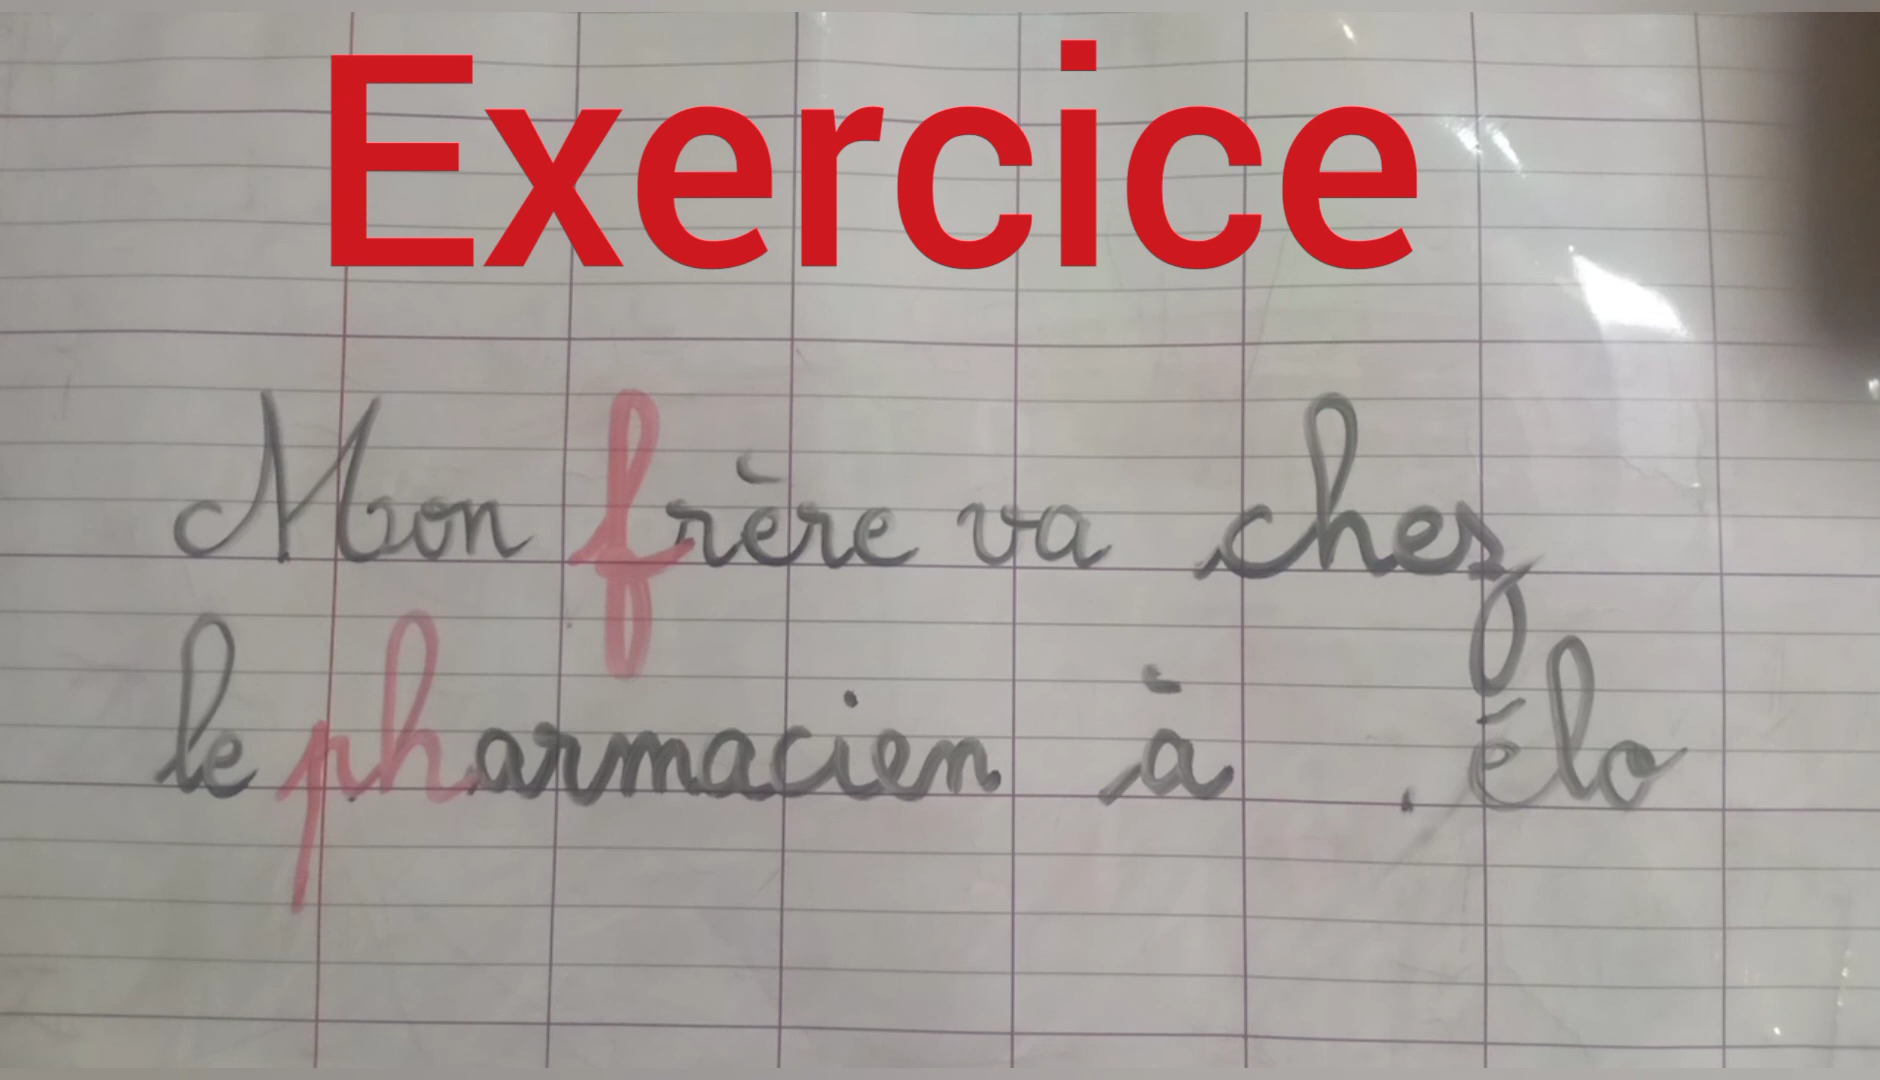 Exercice
Mon frère va chez
le pharmacien à . élo